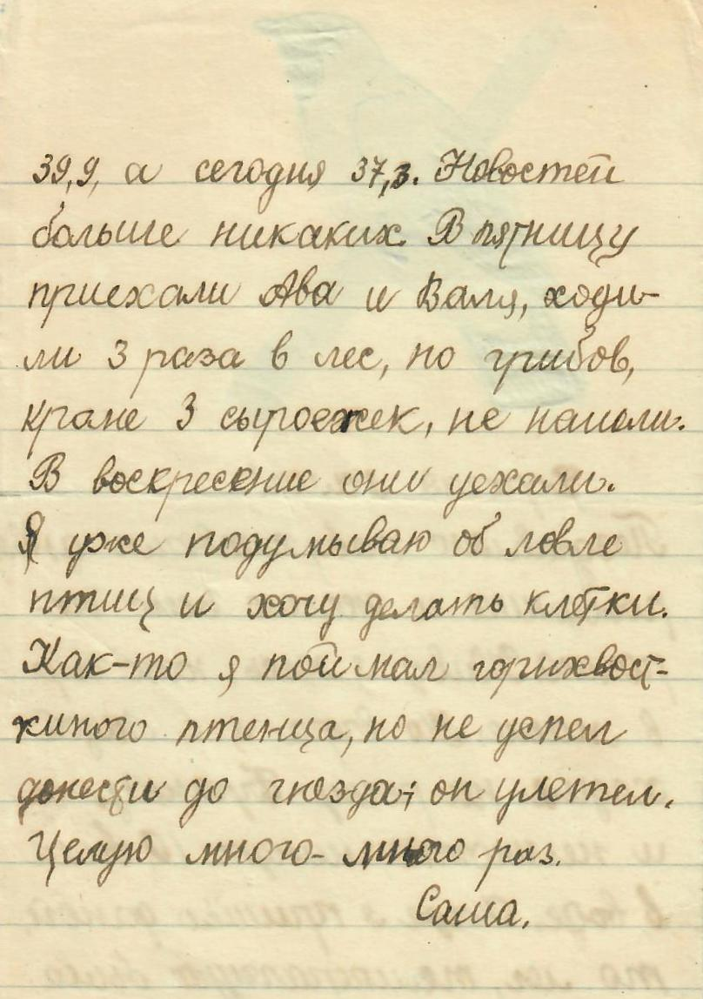 39,9, а сегодня 37,3. Новостей
больше никаких. В пятницу
приехали Ава и Валя, ходи-
ли 3 раза в лес, но грибов,
кроме 3 сыроежек, не нашли.
В воскресение они уехали.
Я уже подумываю об ловле
птиц и хочу делать клетки.
Как-то я поймал горихвост-
киного птенца, но не успел
донести до гнезда; он улетел.
Целую много-много раз.
Саша.